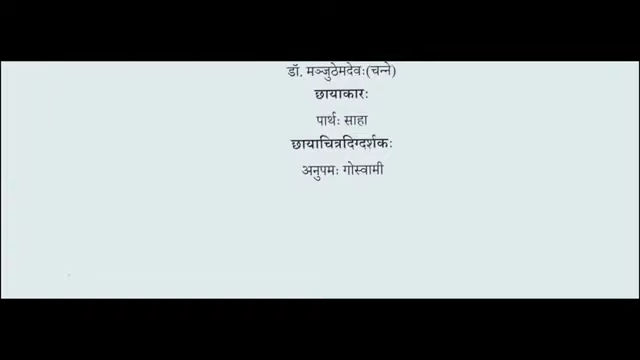 डॉ. मञ्जुठेमदेवः(चन्ने)
छायाकारः
पार्थः साहा
छायाचित्रदिग्दर्शकः
अनुपमः गोस्वामी